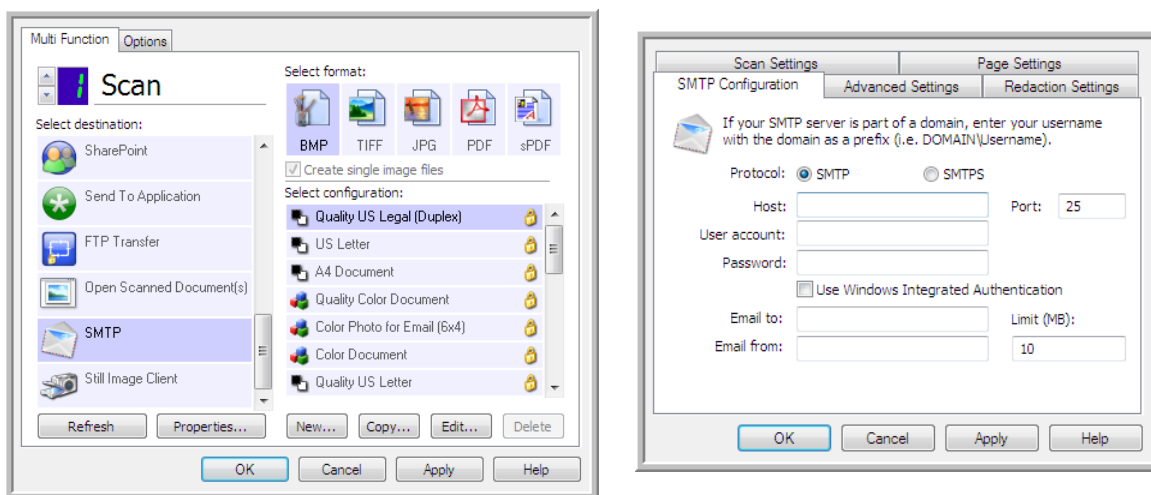 Multi Function
Options
1
Scan
Select destination:
SharePoint
Send To Application
FTP Transfer
Open Scanned Document(s)
SMTP
Still Image Client
Refresh
Properties...
Select format:
BMP
TIFF
JPG
PDF
sPDF
Create single image files
Select configuration:
Quality US Legal (Duplex)
US Letter
A4 Document
Quality Color Document
Color Photo for Email (6x4)
Color Document
Quality US Letter
New...
Copy...
Edit...
Delete
OK
Cancel
Apply
Help
Scan Settings
Page Settings
SMTP Configuration
Advanced Settings
Redaction Settings
If your SMTP server is part of a domain, enter your username
with the domain as a prefix (i.e. DOMAIN\Username).
Protocol:
SMTP
SMTPS
Host:
Port: 25
User account:
Password:
Use Windows Integrated Authentication
Email to:
Limit (MB):
Email from:
10
OK
Cancel
Apply
Help